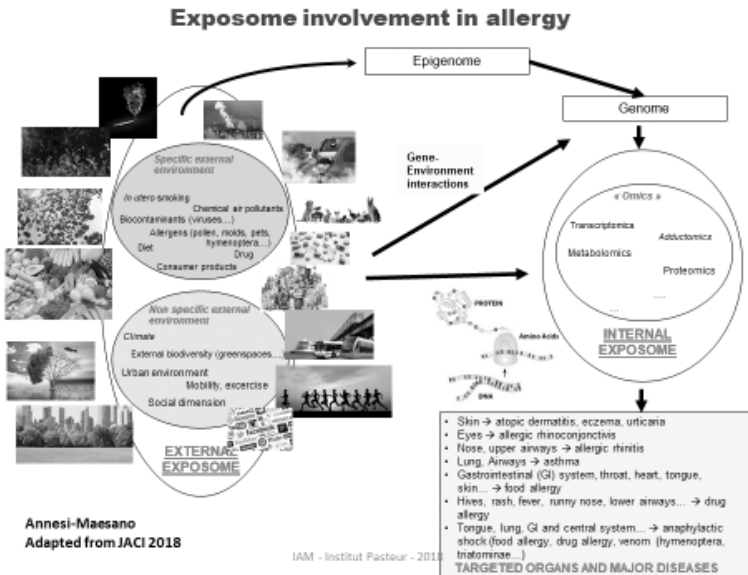 Exposome involvement in allergy
Epigenome
Genome
Gene-
Environment
interactions
Specific external
environment
In utero smoking
Chemical air pollutants
Biocontaminants (viruses…)
Allergens (pollen, molds, pets,
hymenoptera…)
Diet
Drug
Consumer products
Non specific external
environment
Climate
External biodiversity (greenspaces…)
Urban environment
Mobility, excercise
Social dimension
EXTERNAL
EXPOSOME
facebook
« Omics »
Transcriptomics
Adductomics
Metabolomics
Proteomics
….
…
INTERNAL
EXPOSOME
PROTEIN
Amino Acids
DNA
• Skin → atopic dermatitis, eczema, urticaria
• Eyes → allergic rhinoconjonctivis
• Nose, upper airways → allergic rhinitis
• Lung, Airways → asthma
• Gastrointestinal (GI) system, throat, heart, tongue,
skin… → food allergy
• Hives, rash, fever, runny nose, lower airways… → drug
allergy
• Tongue, lung, GI and central system… → anaphylactic
shock (food allergy, drug allergy, venom (hymenoptera,
triatominae…)
TARGETED ORGANS AND MAJOR DISEASES
Annesi-Maesano
Adapted from JACI 2018
IAM - Institut Pasteur - 2018